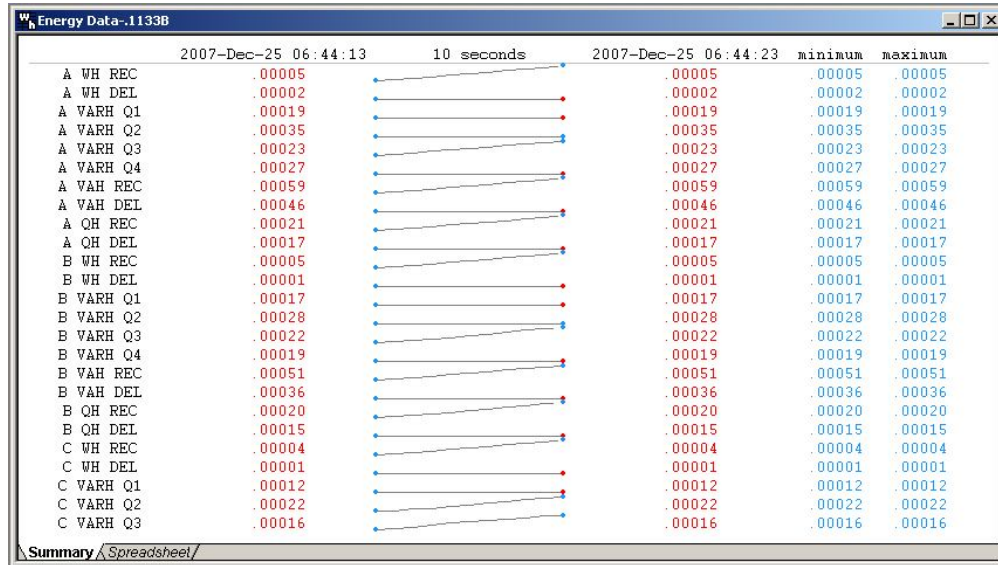 Wh Energy Data-.1133B
2007-Dec-25 06:44:13 10 seconds 2007-Dec-25 06:44:23 minimum maximum
A WH REC .00005 .00005 .00005 .00005
A WH DEL .00002 .00002 .00002 .00002
A VARH Q1 .00019 .00019 .00019 .00019
A VARH Q2 .00035 .00035 .00035 .00035
A VARH Q3 .00023 .00023 .00023 .00023
A VARH Q4 .00027 .00027 .00027 .00027
A VAH REC .00059 .00059 .00059 .00059
A VAH DEL .00046 .00046 .00046 .00046
A QH REC .00021 .00021 .00021 .00021
A QH DEL .00017 .00017 .00017 .00017
B WH REC .00005 .00005 .00005 .00005
B WH DEL .00001 .00001 .00001 .00001
B VARH Q1 .00017 .00017 .00017 .00017
B VARH Q2 .00028 .00028 .00028 .00028
B VARH Q3 .00022 .00022 .00022 .00022
B VARH Q4 .00019 .00019 .00019 .00019
B VAH REC .00051 .00051 .00051 .00051
B VAH DEL .00036 .00036 .00036 .00036
B QH REC .00020 .00020 .00020 .00020
B QH DEL .00015 .00015 .00015 .00015
C WH REC .00004 .00004 .00004 .00004
C WH DEL .00001 .00001 .00001 .00001
C VARH Q1 .00012 .00012 .00012 .00012
C VARH Q2 .00022 .00022 .00022 .00022
C VARH Q3 .00016 .00016 .00016 .00016
Summary Spreadsheet